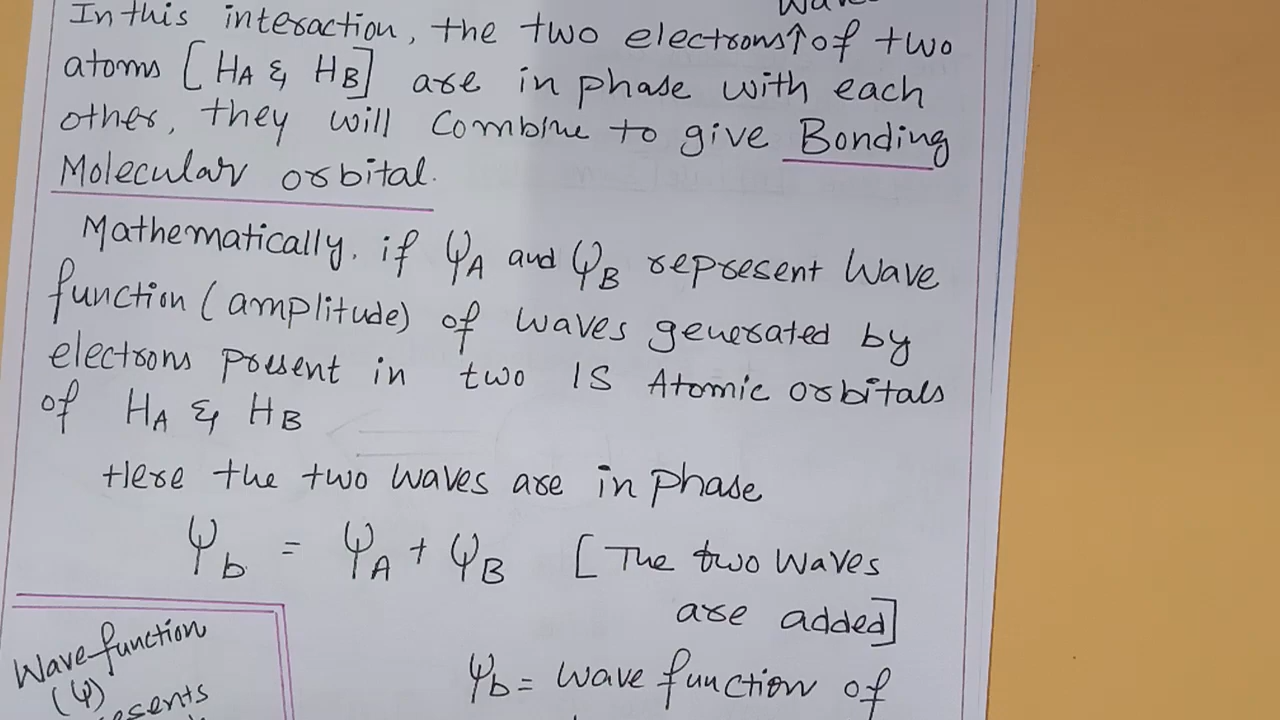 In this interaction, the two electrons↑ of two
atoms [HA & HB] are in phase with each
other, they will combine to give Bonding
Molecular orbital.
Mathematically, if ψA and ψB represent Wave
function (amplitude) of waves generated by
electrons present in two 1S Atomic orbitals
of HA & HB
Here the two waves are in phase
ψb = ψA + ψB [The two waves
are added]
ψb = wave function of
Wave function
(ψ)